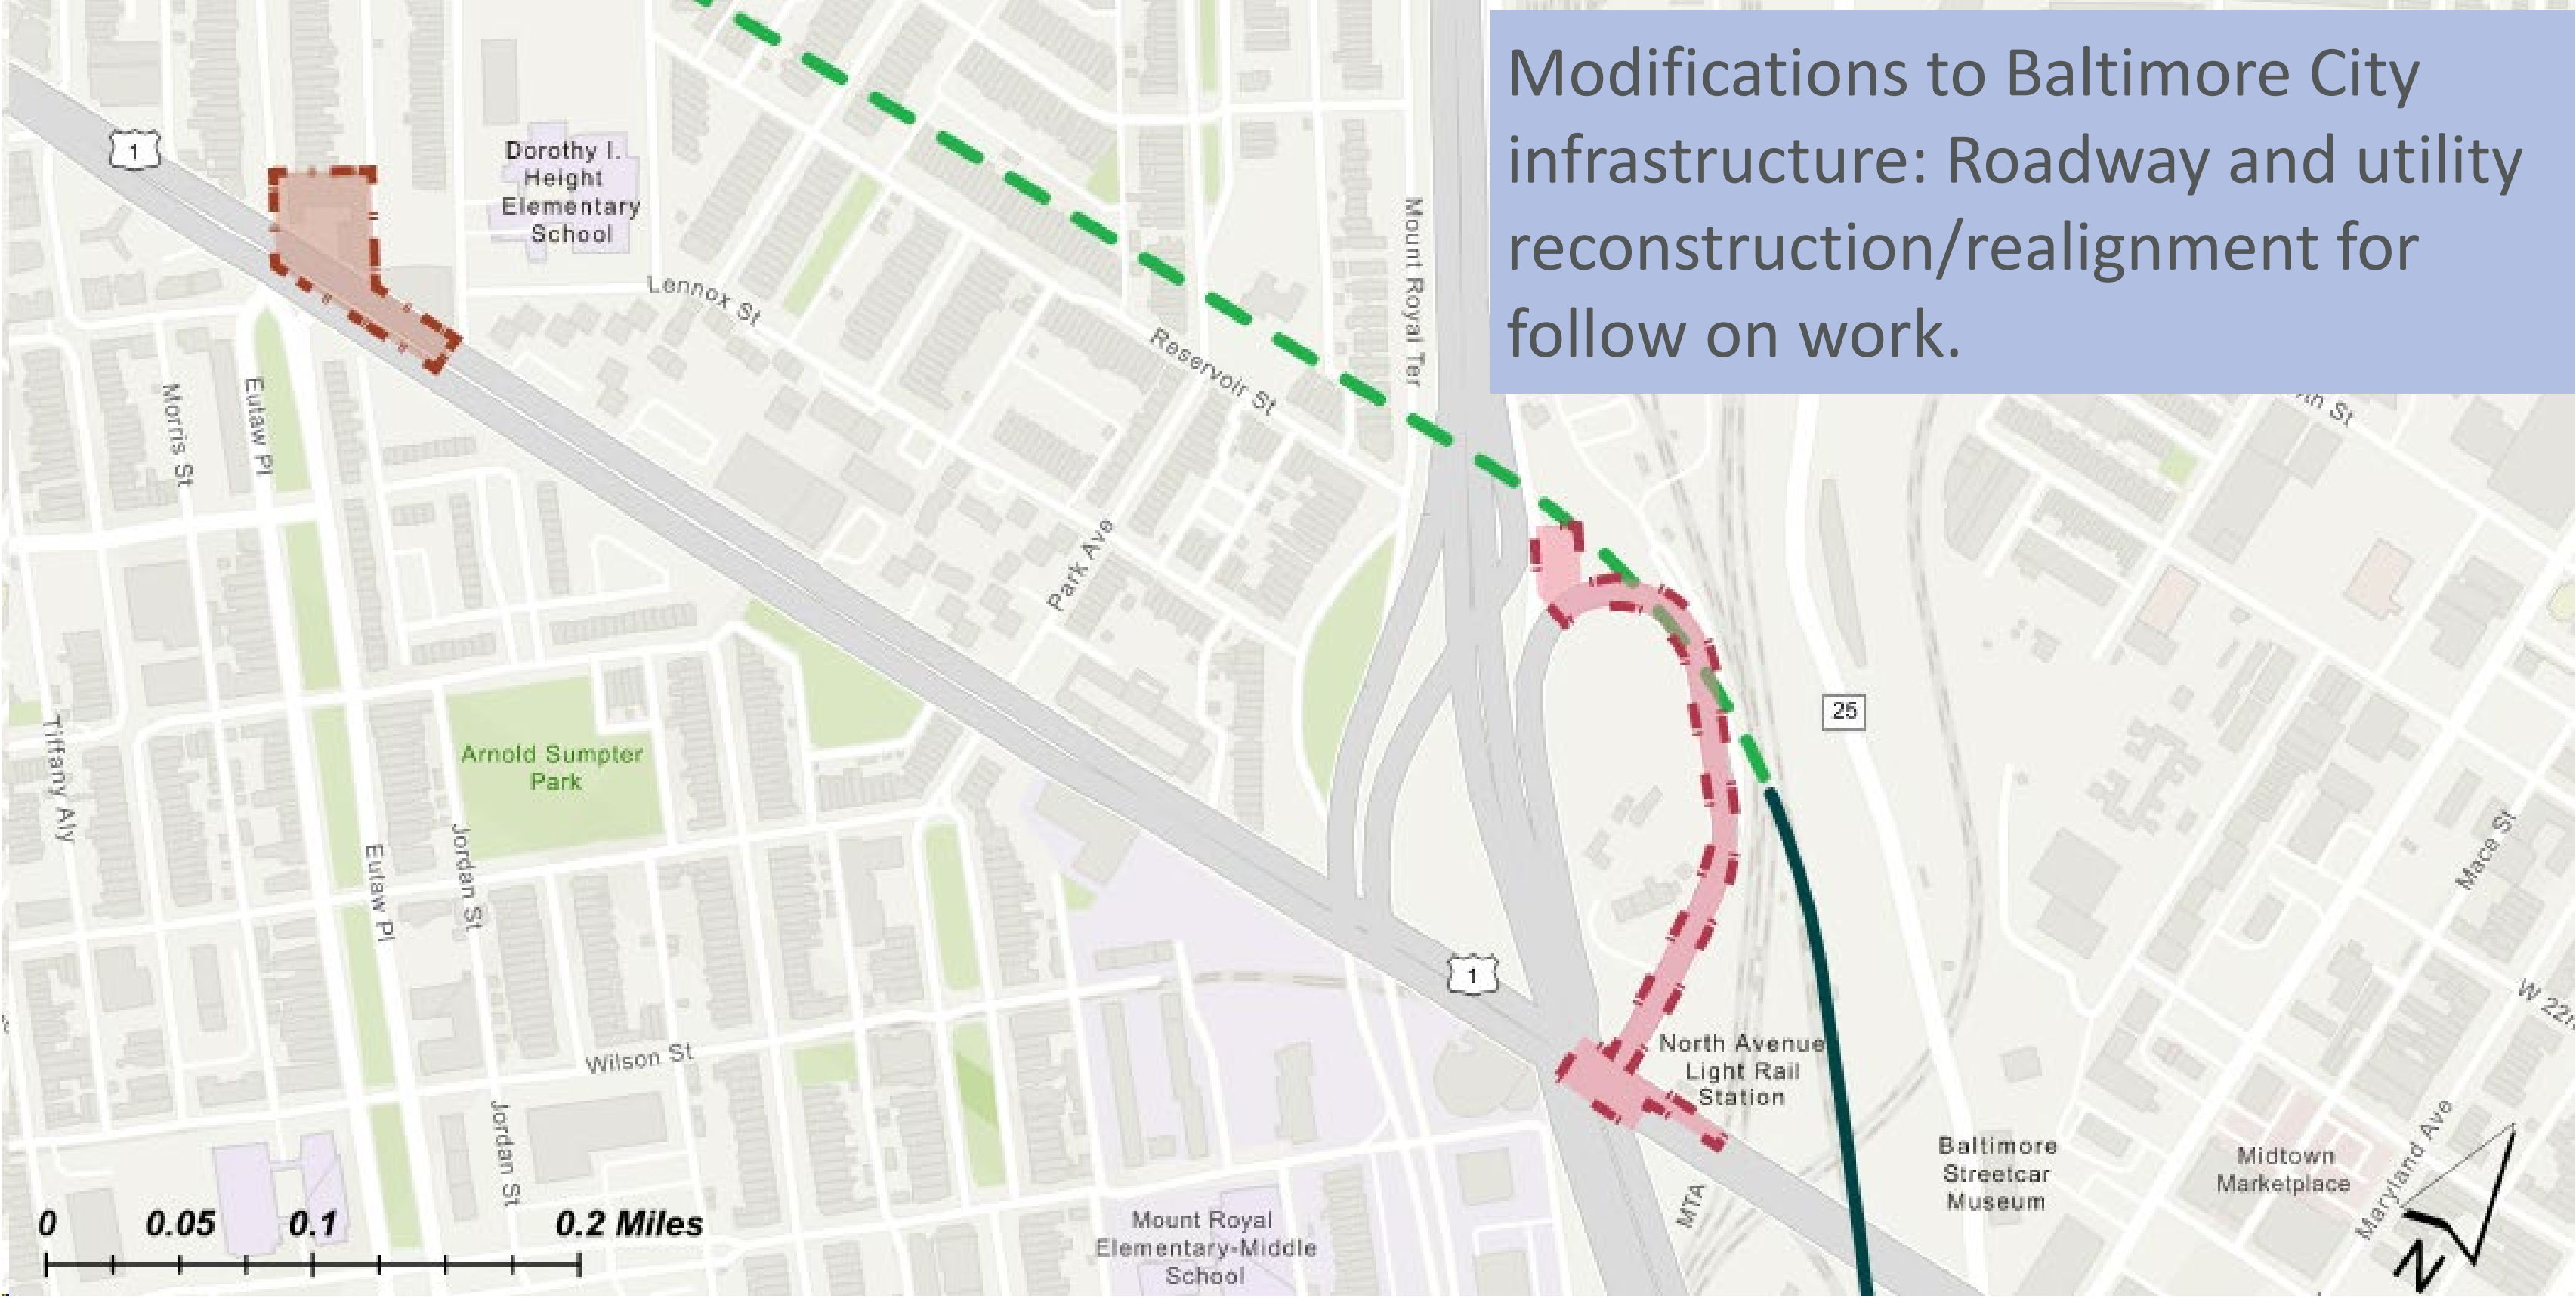 Modifications to Baltimore City
infrastructure: Roadway and utility
reconstruction/realignment for
follow on work.
1
Dorothy I.
Height
Elementary
School
Lennox St
Reservoir St
Mount Royal Ter
Morris St
Eutaw Pl
Park Ave
25
Tiffany Aly
Arnold Sumpter
Park
Jordan St
Eutaw Pl
Mace St
1
W 22n
North Avenue
Light Rail
Station
Wilson St
Jordan St
Baltimore
Streetcar
Museum
Midtown
Marketplace
Maryland Ave
MTA
Mount Royal
Elementary-Middle
School
0 0.05 0.1 0.2 Miles
N